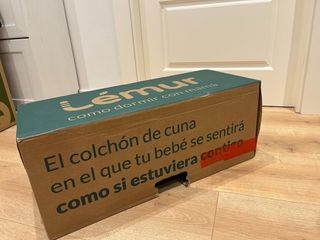 Lémur
como dormir con mamá
El colchón de cuna
en el que tu bebé se sentirá
como si estuviera contigo